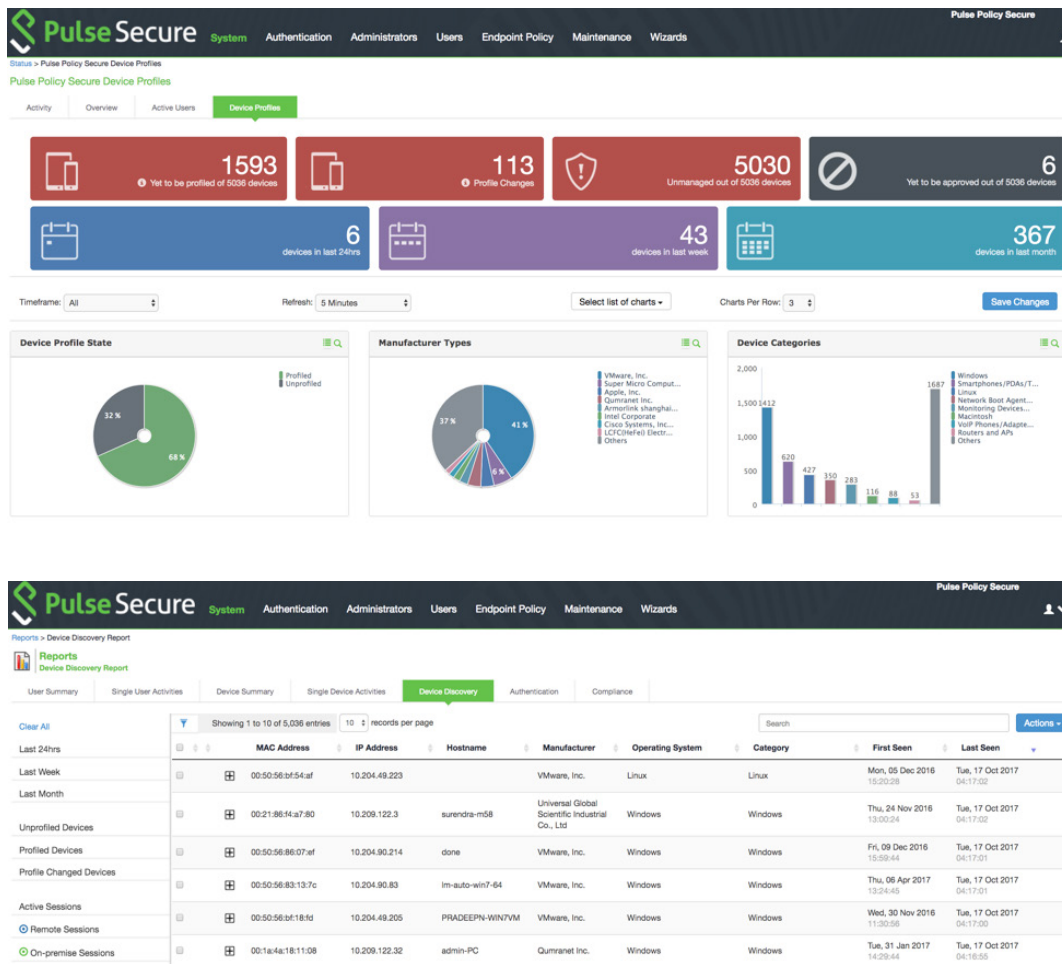 Pulse Policy Secure
Pulse Secure System Authentication Administrators Users Endpoint Policy Maintenance Wizards
Status > Pulse Policy Secure Device Profiles
Pulse Policy Secure Device Profiles
Activity Overview Active Users Device Profiles
1593 113 5030 6
Yet to be profiled of 5036 devices Profile Changes Unmanaged out of 5036 devices Yet to be approved out of 5036 devices
6 43 367
devices in last 24hrs devices in last week devices in last month
Timeframe: All Refresh: 5 Minutes Select list of charts Charts Per Row: 3 Save Changes
Device Profile State
Profiled
Unprofiled
32 %
68 %
Manufacturer Types
VMware, Inc.
Super Micro Comput...
Apple, Inc.
Qumranet Inc.
Armorlink shanghai...
Intel Corporate
Cisco Systems, Inc...
LCFC(HeFei) Electr...
Others
37 %
41 %
6 %
Device Categories
2,000
1,500
1,000
500
0
1412
620
427
350
283
116
88
53
1687
Windows
Smartphones/PDAs/T...
Linux
Network Boot Agent...
Monitoring Devices...
Macintosh
VoIP Phones/Adapte...
Routers and APs
Others
Pulse Policy Secure
Pulse Secure System Authentication Administrators Users Endpoint Policy Maintenance Wizards
Reports > Device Discovery Report
Reports
Device Discovery Report
User Summary Single User Activities Device Summary Single Device Activities Device Discovery Authentication Compliance
Clear All
Last 24hrs
Last Week
Last Month
Unprofiled Devices
Profiled Devices
Profile Changed Devices
Active Sessions
Remote Sessions
On-premise Sessions
Showing 1 to 10 of 5,036 entries 10 records per page Search Actions
MAC Address IP Address Hostname Manufacturer Operating System Category First Seen Last Seen
00:50:56:bf:54:af 10.204.49.223 VMware, Inc. Linux Linux Mon, 05 Dec 2016 15:20:28 Tue, 17 Oct 2017 04:17:02
00:21:86:f4:a7:80 10.209.122.3 surendra-m58 Universal Global Scientific Industrial Co., Ltd Windows Windows Thu, 24 Nov 2016 13:00:24 Tue, 17 Oct 2017 04:17:02
00:50:56:86:07:ef 10.204.90.214 done VMware, Inc. Windows Windows Fri, 09 Dec 2016 15:59:44 Tue, 17 Oct 2017 04:17:01
00:50:56:83:13:7c 10.204.90.83 lm-auto-win7-64 VMware, Inc. Windows Windows Thu, 06 Apr 2017 13:24:45 Tue, 17 Oct 2017 04:17:01
00:50:56:bf:18:fd 10.204.49.205 PRADEEPN-WIN7VM VMware, Inc. Windows Windows Wed, 30 Nov 2016 11:30:56 Tue, 17 Oct 2017 04:17:00
00:1a:4a:18:11:08 10.209.122.32 admin-PC Qumranet Inc. Windows Windows Tue, 31 Jan 2017 14:29:44 Tue, 17 Oct 2017 04:16:55